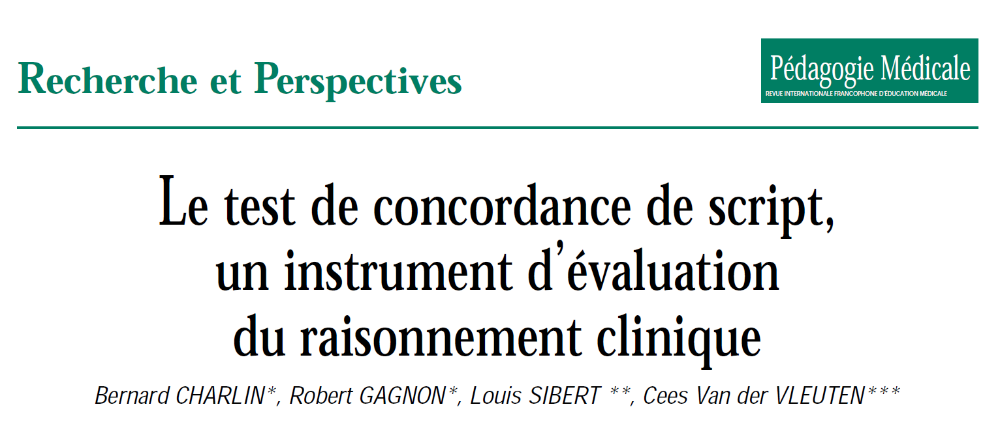 Recherche et Perspectives
Pédagogie Médicale
REVUE INTERNATIONALE FRANCOPHONE D'ÉDUCATION MÉDICALE
Le test de concordance de script,
un instrument d'évaluation
du raisonnement clinique
Bernard CHARLIN*, Robert GAGNON*, Louis SIBERT **, Cees Van der VLEUTEN***